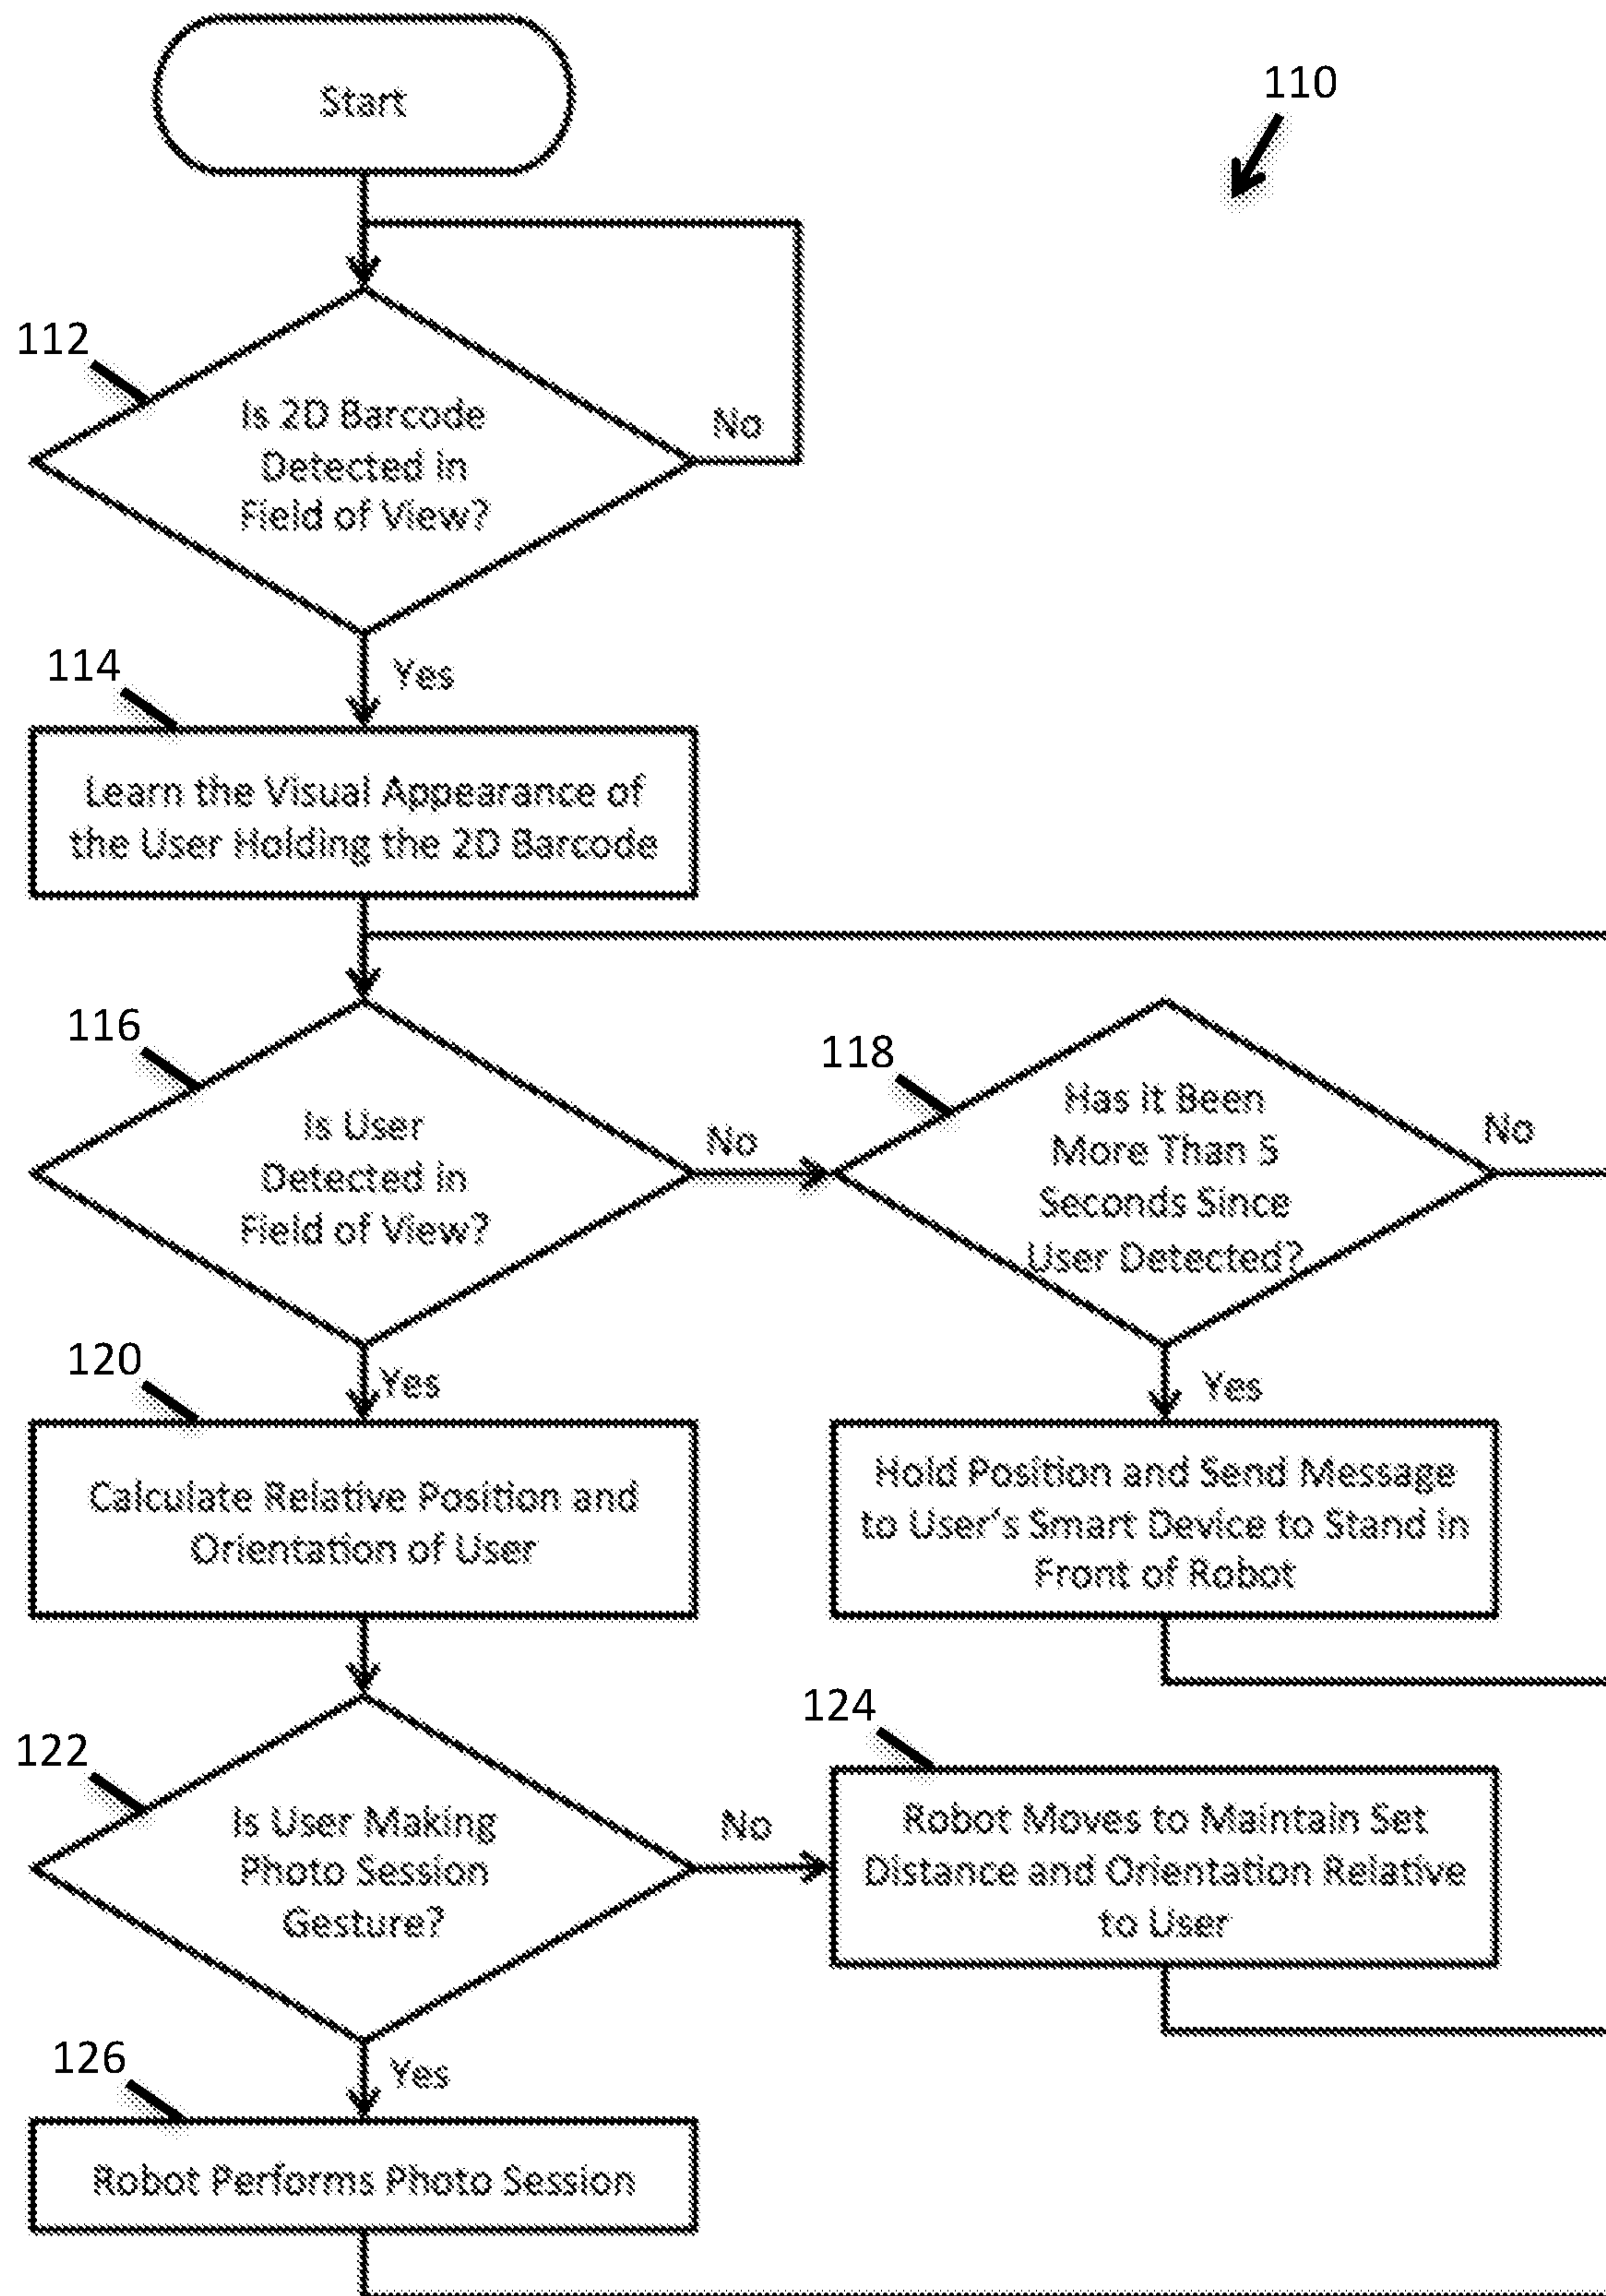 Start
110
112
Is 2D Barcode
Detected in
Field of View?
No
Yes
114
Learn the Visual Appearance of
the User Holding the 2D Barcode
116
Is User
Detected in
Field of View?
No
118
Has it Been
More Than 5
Seconds Since
User Detected?
No
Yes
Yes
120
Calculate Relative Position and
Orientation of User
Hold Position and Send Message
to User's Smart Device to Stand in
Front of Robot
122
Is User Making
Photo Session
Gesture?
No
124
Robot Moves to Maintain Set
Distance and Orientation Relative
to User
Yes
126
Robot Performs Photo Session